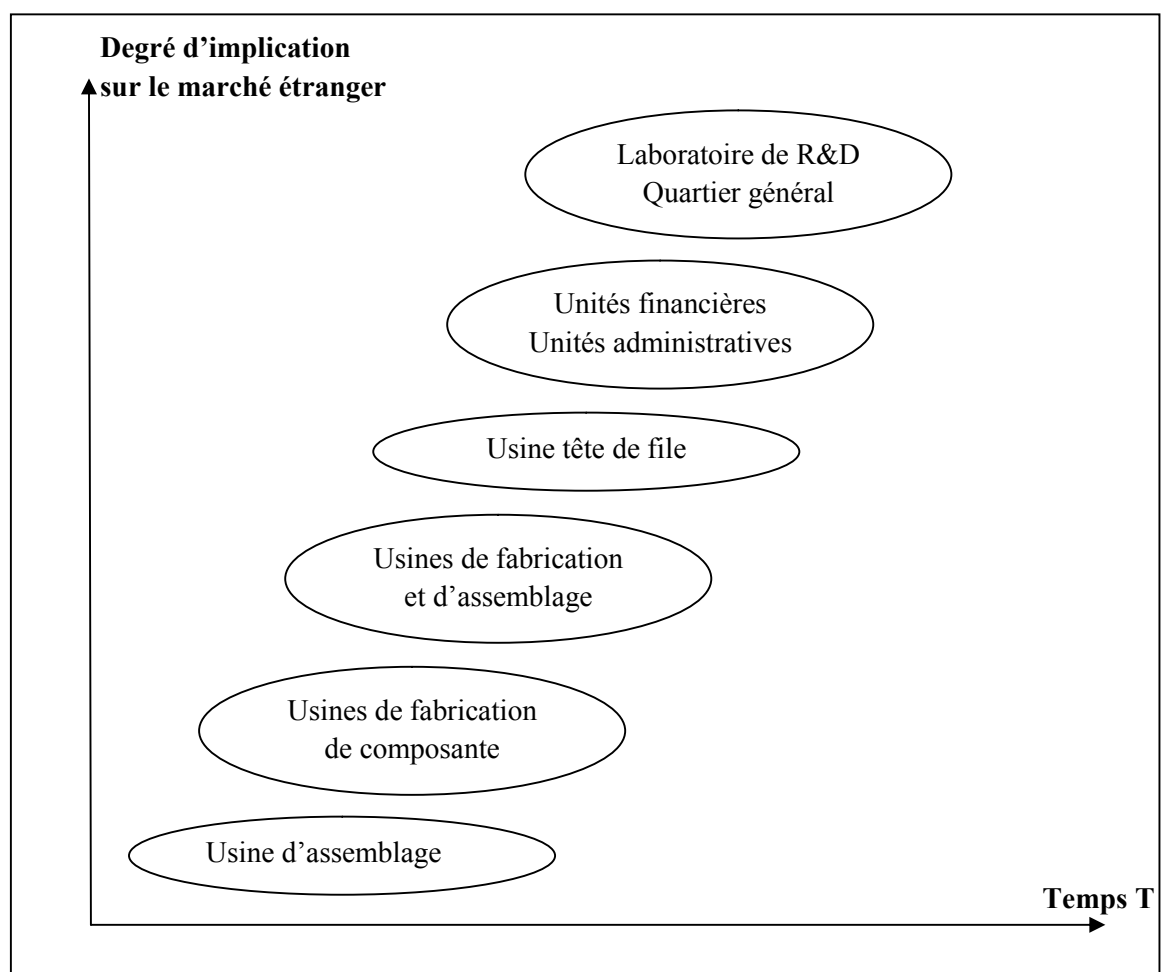 Degré d’implication
sur le marché étranger
Laboratoire de R&D
Quartier général
Unités financières
Unités administratives
Usine tête de file
Usines de fabrication
et d’assemblage
Usines de fabrication
de composante
Usine d’assemblage
Temps T